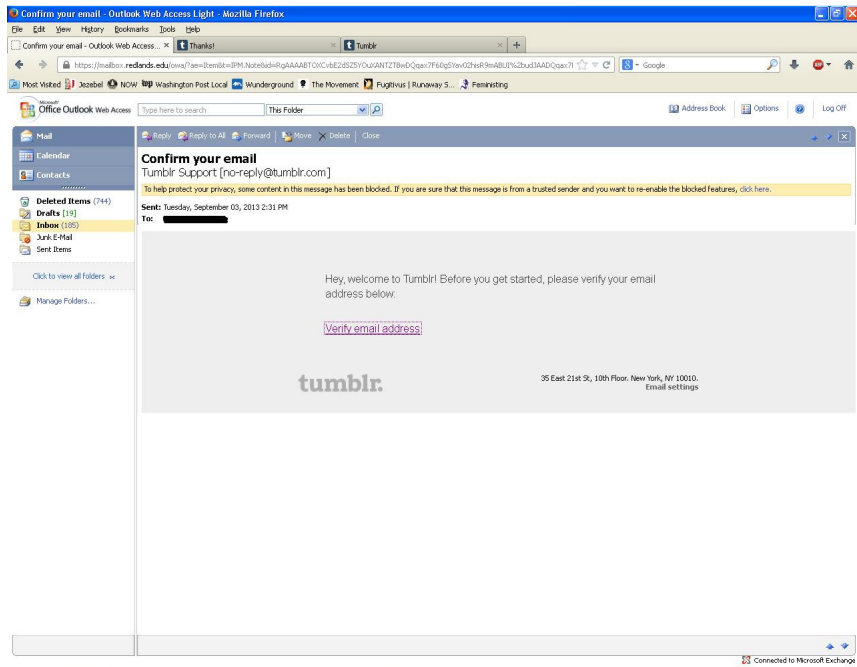 Confirm your email - Outlook Web Access Light - Mozilla Firefox
File Edit View History Bookmarks Tools Help
Confirm your email - Outlook Web Access... × Thanks! × Tumblr × +
https://mailbox.redlands.edu/owa/?ae=Item&t=IPM.Note&id= Google
Most Visited Jezebel NOW Washington Post Local Wunderground The Movement Fugitivus | Runaway S... Feministing
Microsoft
Office Outlook Web Access Type here to search This Folder Address Book Options Log Off
Mail Reply Reply to All Forward Move Delete Close
Calendar
Contacts
Deleted Items (744)
Drafts [19]
Inbox (185)
Junk E-Mail
Sent Items
Click to view all folders
Manage Folders...
Confirm your email
Tumblr Support [no-reply@tumblr.com]
To help protect your privacy, some content in this message has been blocked. If you are sure that this message is from a trusted sender and you want to re-enable the blocked features, click here.
Sent: Tuesday, September 03, 2013 2:31 PM
To:
Hey, welcome to Tumblr! Before you get started, please verify your email
address below:
Verify email address
tumblr.
35 East 21st St, 10th Floor. New York, NY 10010.
Email settings
Connected to Microsoft Exchange